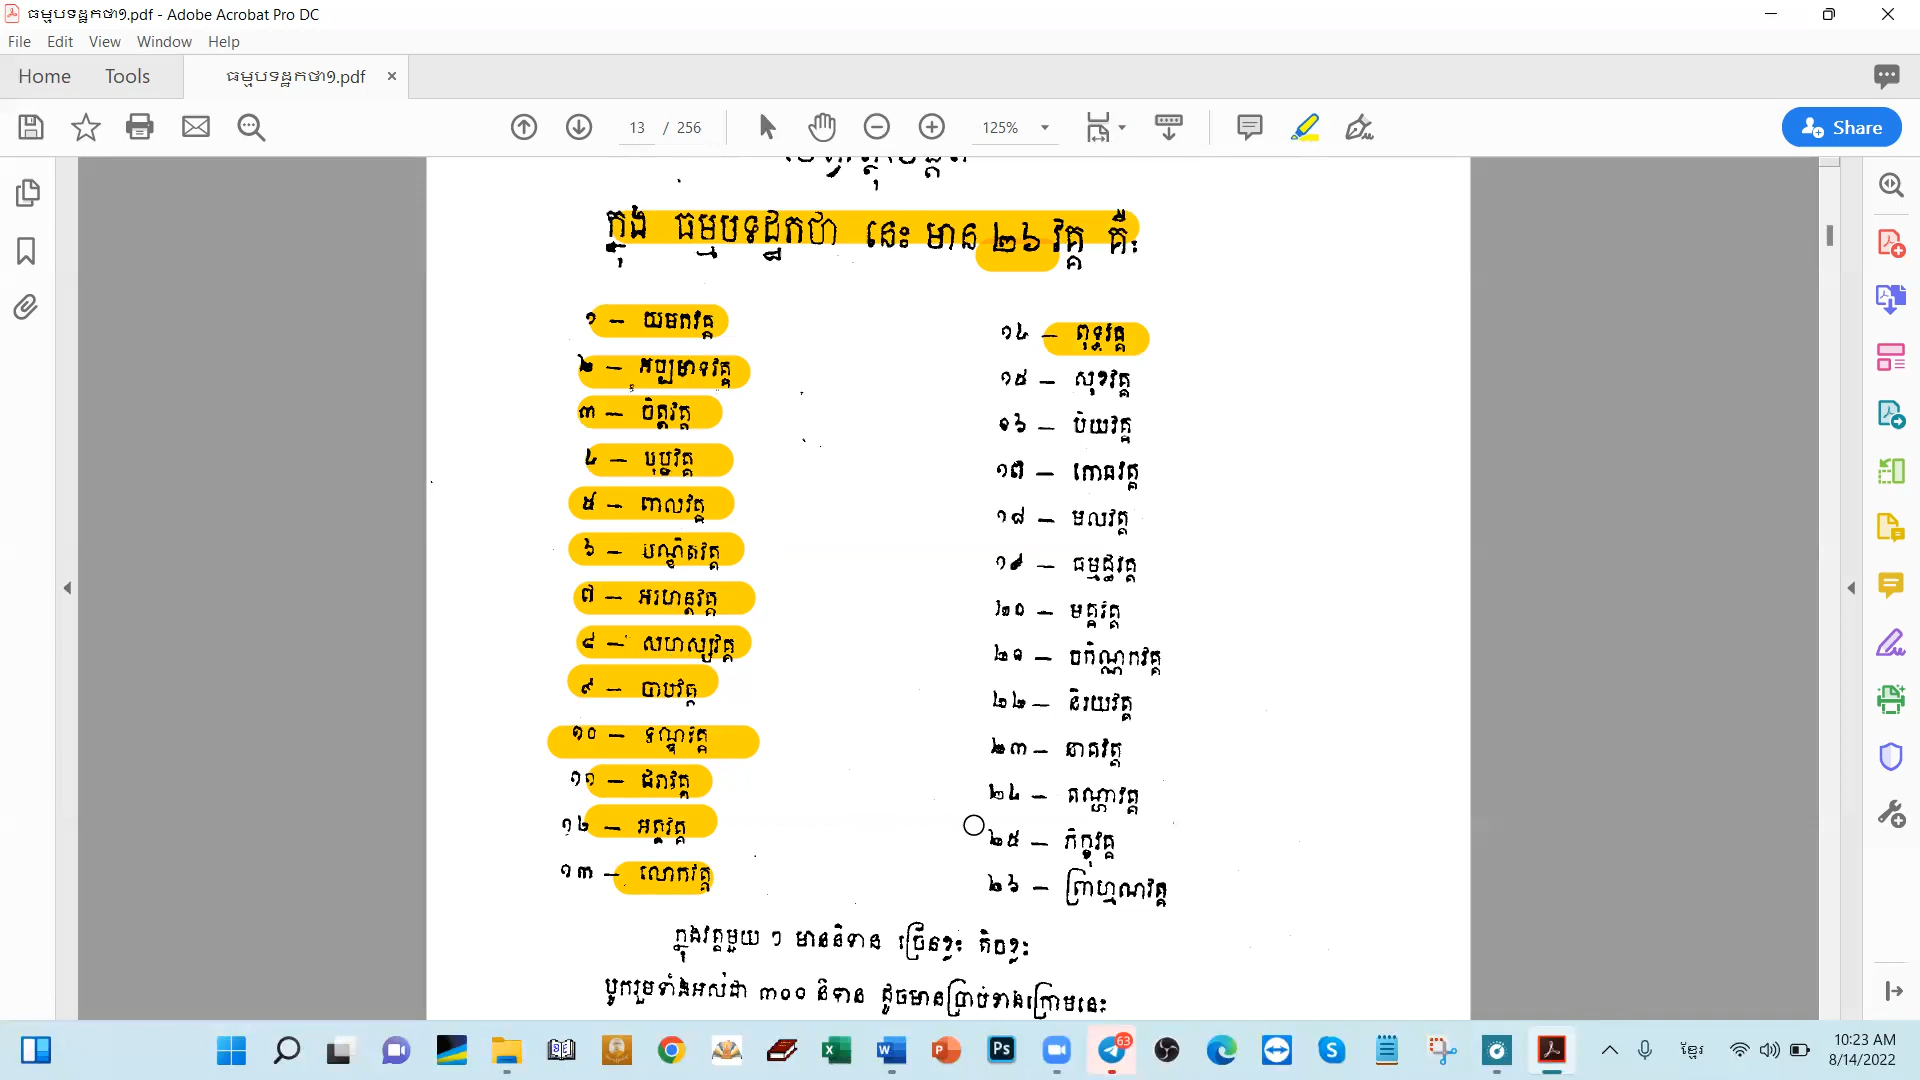 ធម្មបទដ្ឋកថា១.pdf - Adobe Acrobat Pro DC
File Edit View Window Help
Home Tools ធម្មបទដ្ឋកថា១.pdf
13 / 256 125% Share
ក្នុង ធម្មបទដ្ឋកថា នេះ មាន ២៦ វគ្គ គឺ:
១ – យមកវគ្គ
២ – អប្បមាទវគ្គ
៣ – ចិត្តវគ្គ
៤ – បុប្ផវគ្គ
៥ – ពាលវគ្គ
៦ – បណ្ឌិតវគ្គ
៧ – អរហន្តវគ្គ
៨ – សហស្សវគ្គ
៩ – បាបវគ្គ
១០ – ទណ្ឌវគ្គ
១១ – ជរាវគ្គ
១២ – អត្តវគ្គ
១៣ – លោកវគ្គ
១៤ – ពុទ្ធវគ្គ
១៥ – សុខវគ្គ
១៦ – បិយវគ្គ
១៧ – កោធវគ្គ
១៨ – មលវគ្គ
១៩ – ធម្មដ្ឋវគ្គ
២០ – មគ្គវគ្គ
២១ – បកិណ្ណកវគ្គ
២២ – និរយវគ្គ
២៣ – នាគវគ្គ
២៤ – តណ្ហាវគ្គ
២៥ – ភិក្ខុវគ្គ
២៦ – ព្រាហ្មណវគ្គ
ក្នុងវគ្គមួយ ៗ មាននិទាន ច្រើនខ្លះ តិចខ្លះ
បូករួមទាំងអស់ជា ៣០០ និទាន ដូចមានប្រាប់ខាងក្រោមនេះ
63
ខ្មែរ
10:23 AM
8/14/2022